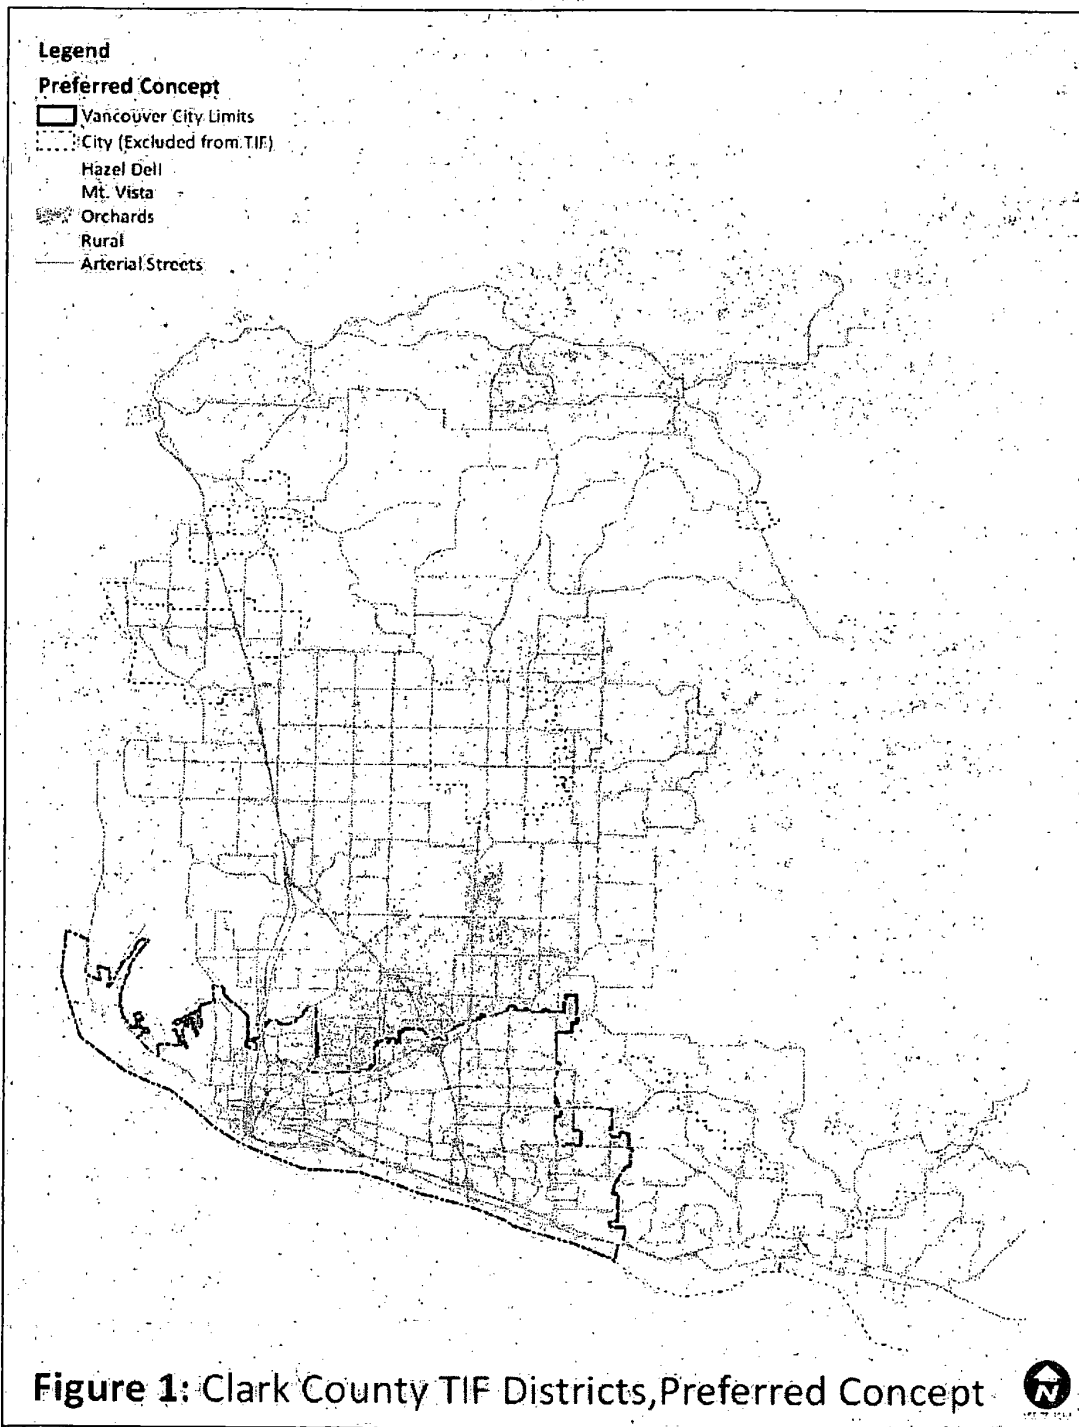 Legend
Preferred Concept
Vancouver City Limits
City (Excluded from TIF)
Hazel Dell
Mt. Vista
Orchards
Rural
Arterial Streets
Figure 1: Clark County TIF Districts, Preferred Concept
N